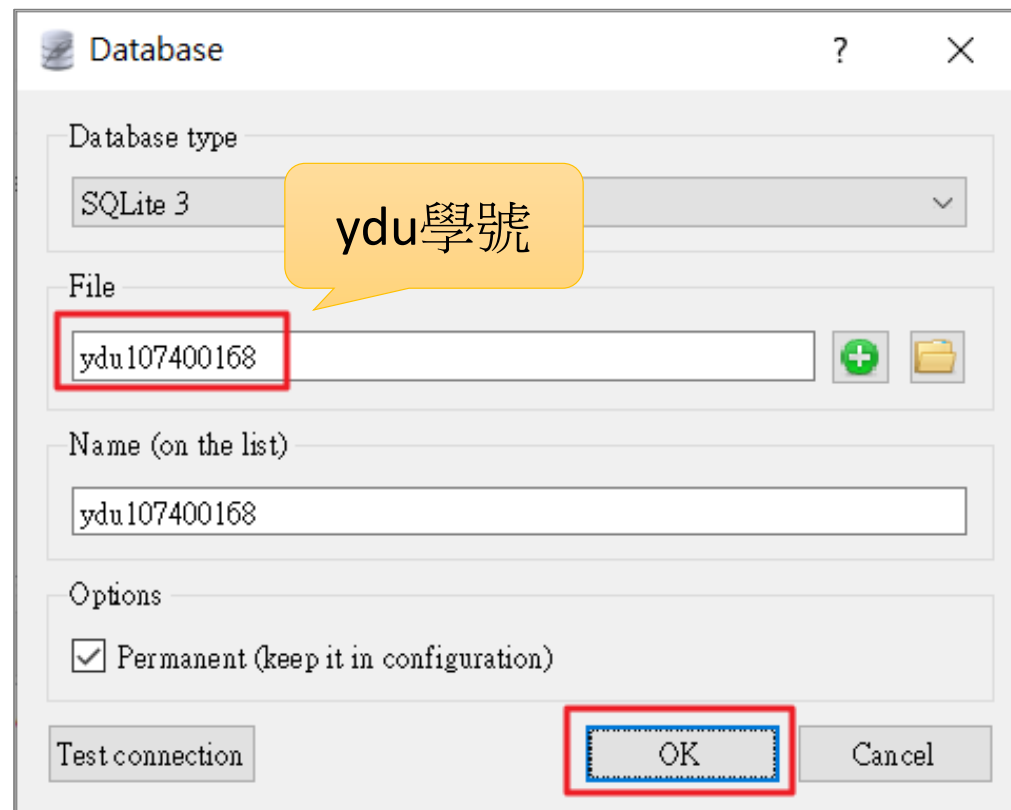 Database
Database type
SQLite 3
ydu學號
File
ydu107400168
Name (on the list)
ydu107400168
Options
Permanent (keep it in configuration)
Test connection
OK
Cancel